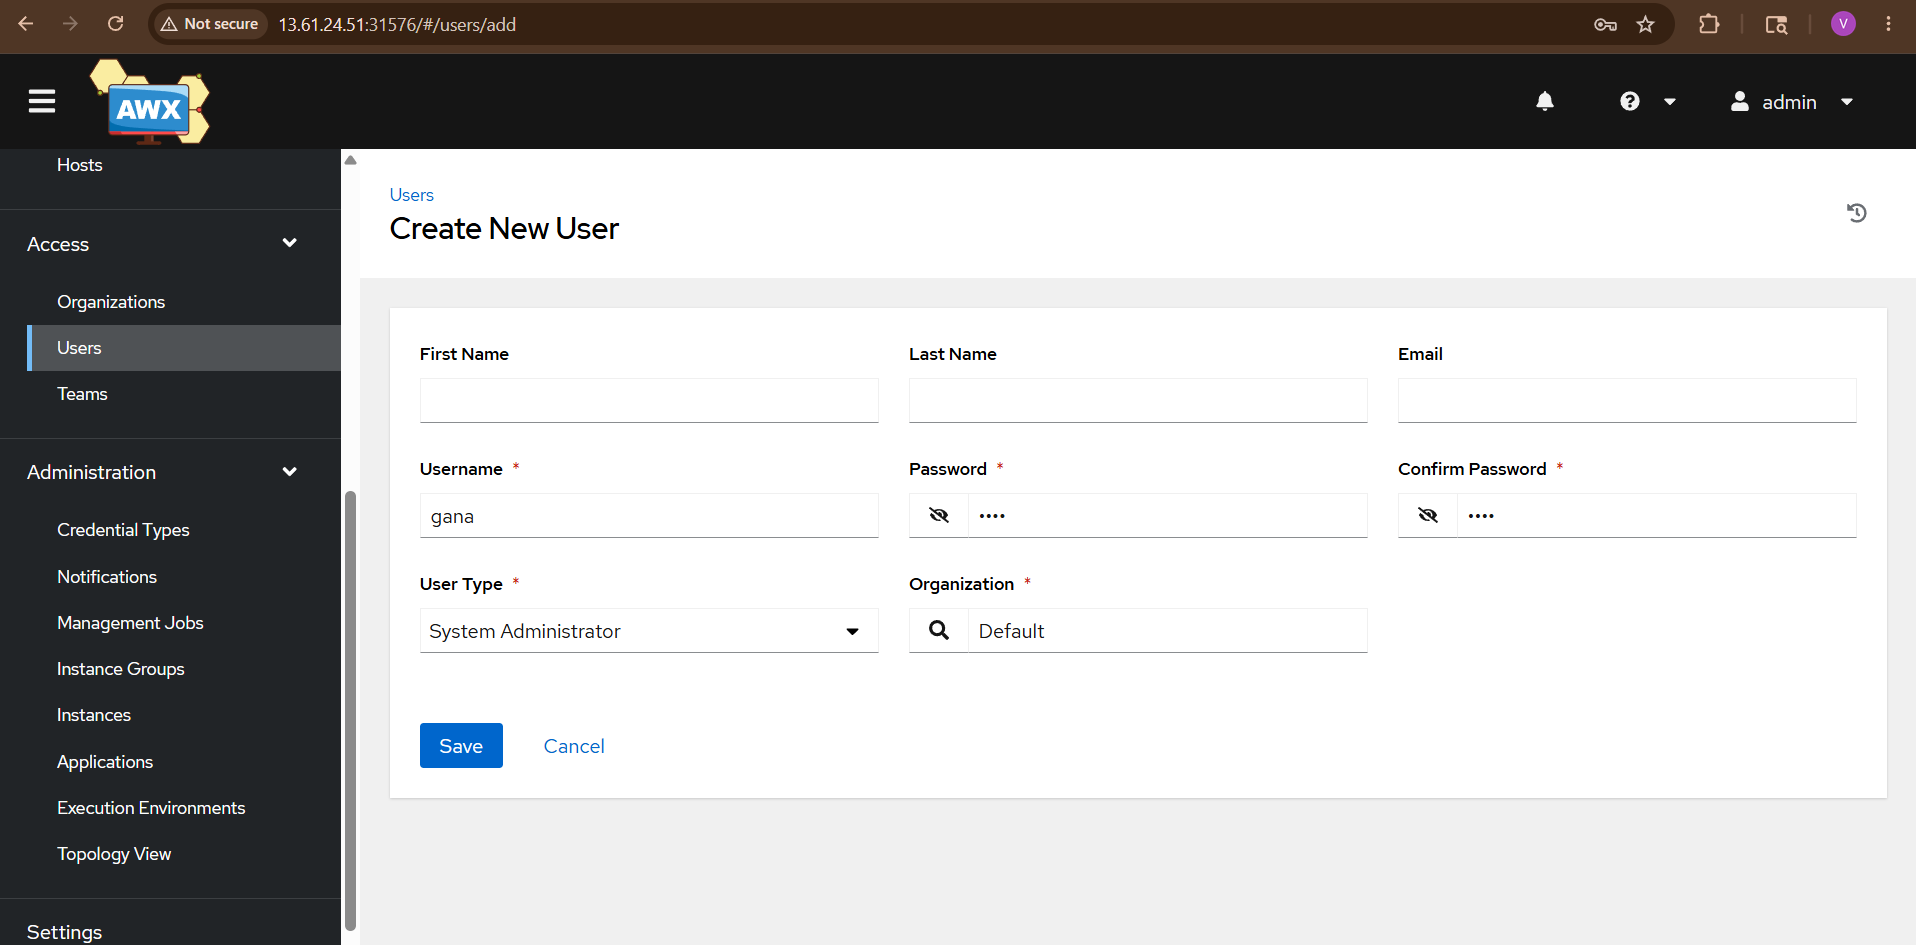 Not secure 13.61.24.51:31576/#/users/add
V
AWX
admin
Hosts
Access
Organizations
Users
Teams
Administration
Credential Types
Notifications
Management Jobs
Instance Groups
Instances
Applications
Execution Environments
Topology View
Settings
Users
Create New User
First Name
Last Name
Email
Username *
Password *
Confirm Password *
gana
••••
••••
User Type *
Organization *
System Administrator
Default
Save
Cancel